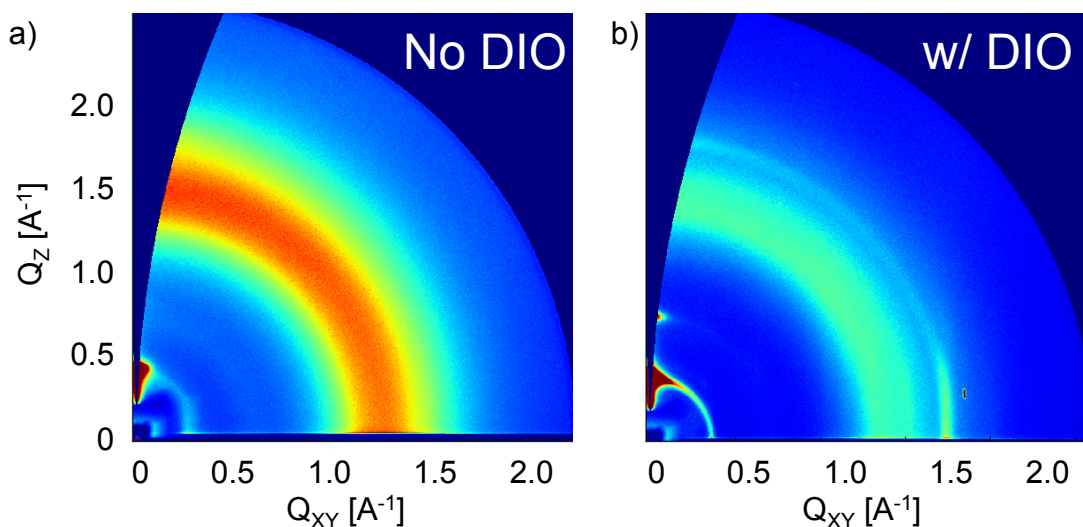 a)
No DIO
b)
w/ DIO
2.0
1.5
1.0
0.5
0
Q_Z [A^-1]
0 0.5 1.0 1.5 2.0
Q_XY [A^-1]
0 0.5 1.0 1.5 2.0
Q_XY [A^-1]